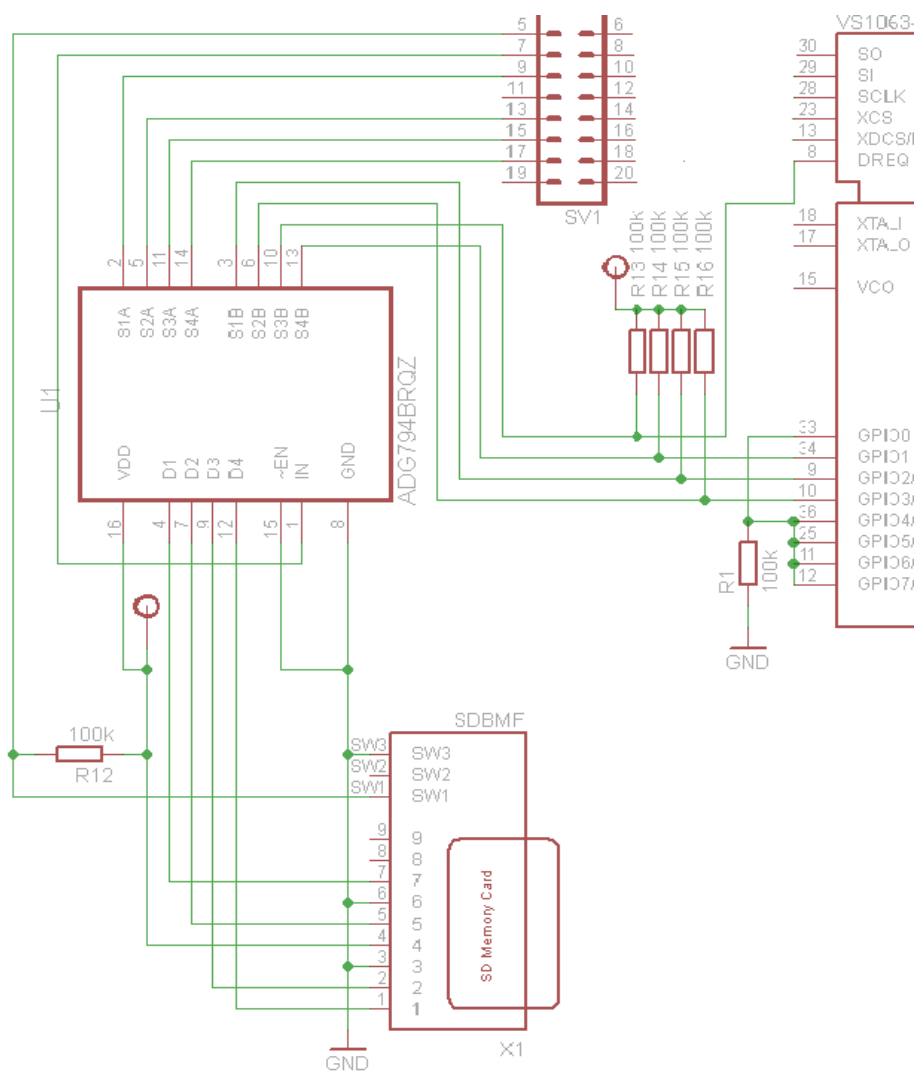 VS1063-
5 6
7 8
9 10
11 12
13 14
15 16
17 18
19 20
SV1
30 SO
29 SI
28 SCLK
23 XCS
13 XDCS/
8 DREQ
18 XTA_I
17 XTA_O
15 VCO
33 GPIO0
34 GPIO1
9 GPIO2/
10 GPIO3/
36 GPIO4/
25 GPIO5/
11 GPIO6/
12 GPIO7/
R13 100k
R14 100k
R15 100k
R16 100k
2 5 11 14 3 6 10 13
S1A S2A S3A S4A S1B S2B S3B S4B
U1
ADG794BRQZ
VDD D1 D2 D3 D4 ~EN IN GND
16 4 7 9 12 15 1 8
R1
100k
GND
100k
R12
SDBMF
SW3 SW3
SW2 SW2
SW1 SW1
9 9
8 8
7 7
6 6
5 5
4 4
3 3
2 2
1 1
SD Memory Card
X1
GND